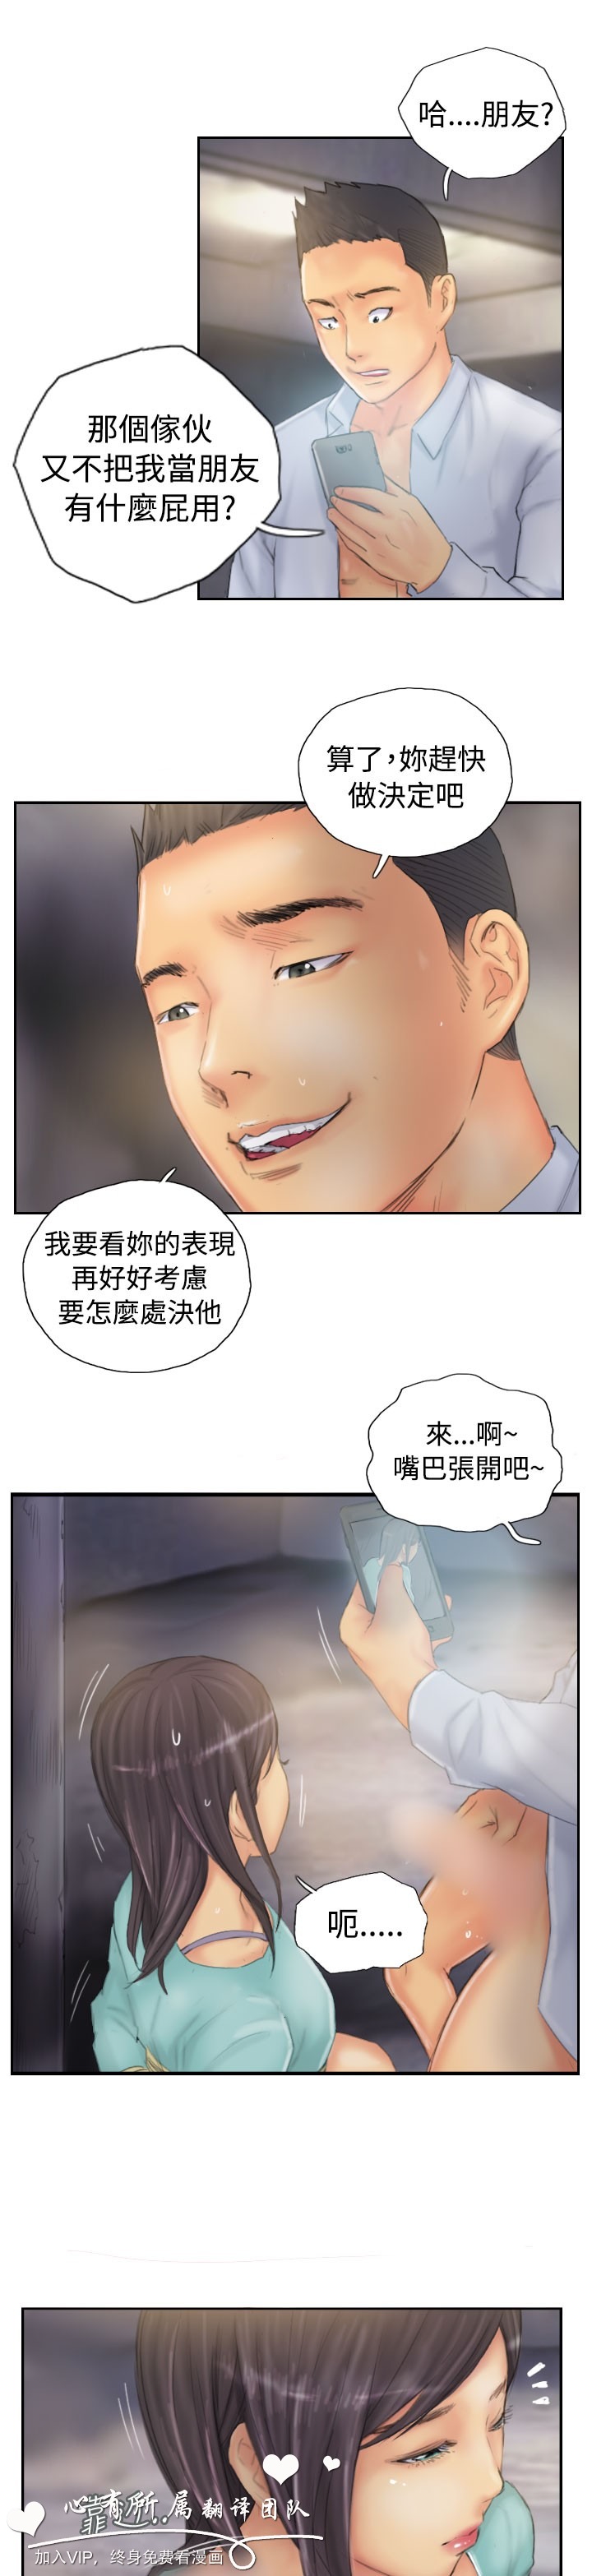 哈....朋友?
那個傢伙
又不把我當朋友
有什麼屁用?
算了,妳趕快
做決定吧
我要看妳的表現
再好好考慮
要怎麼處決他
來...啊~
嘴巴張開吧~
呃.....
属翻译团队
加入VIP，终身免费看漫画